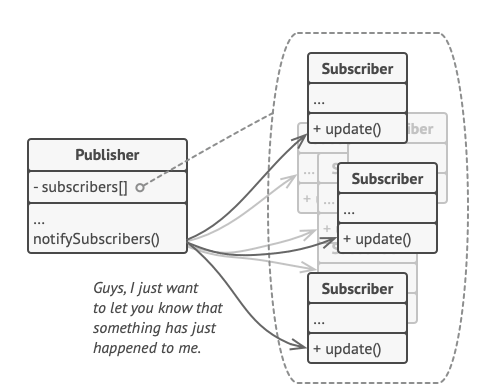 Subscriber
...
+ update()
Publisher
- subscribers[]
...
notifySubscribers()
Subscriber
...
+ update()
Guys, I just want
to let you know that
something has just
happened to me.
Subscriber
...
+ update()